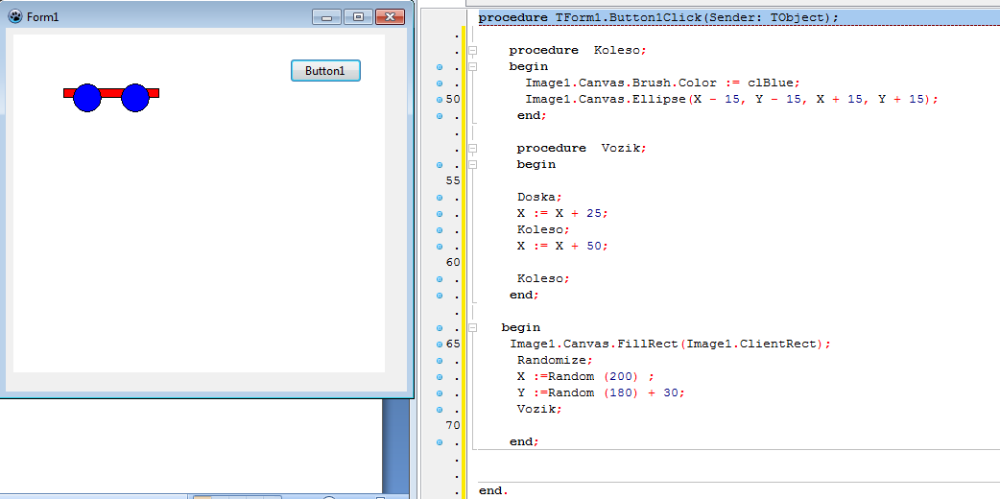 Form1
Button1
procedure TForm1.Button1Click(Sender: TObject);
procedure Koleso;
begin
Image1.Canvas.Brush.Color := clBlue;
50 Image1.Canvas.Ellipse(X - 15, Y - 15, X + 15, Y + 15);
end;
procedure Vozik;
begin
55
Doska;
X := X + 25;
Koleso;
X := X + 50;
60
Koleso;
end;
begin
65 Image1.Canvas.FillRect(Image1.ClientRect);
Randomize;
X :=Random (200) ;
Y :=Random (180) + 30;
Vozik;
70
end;
end.